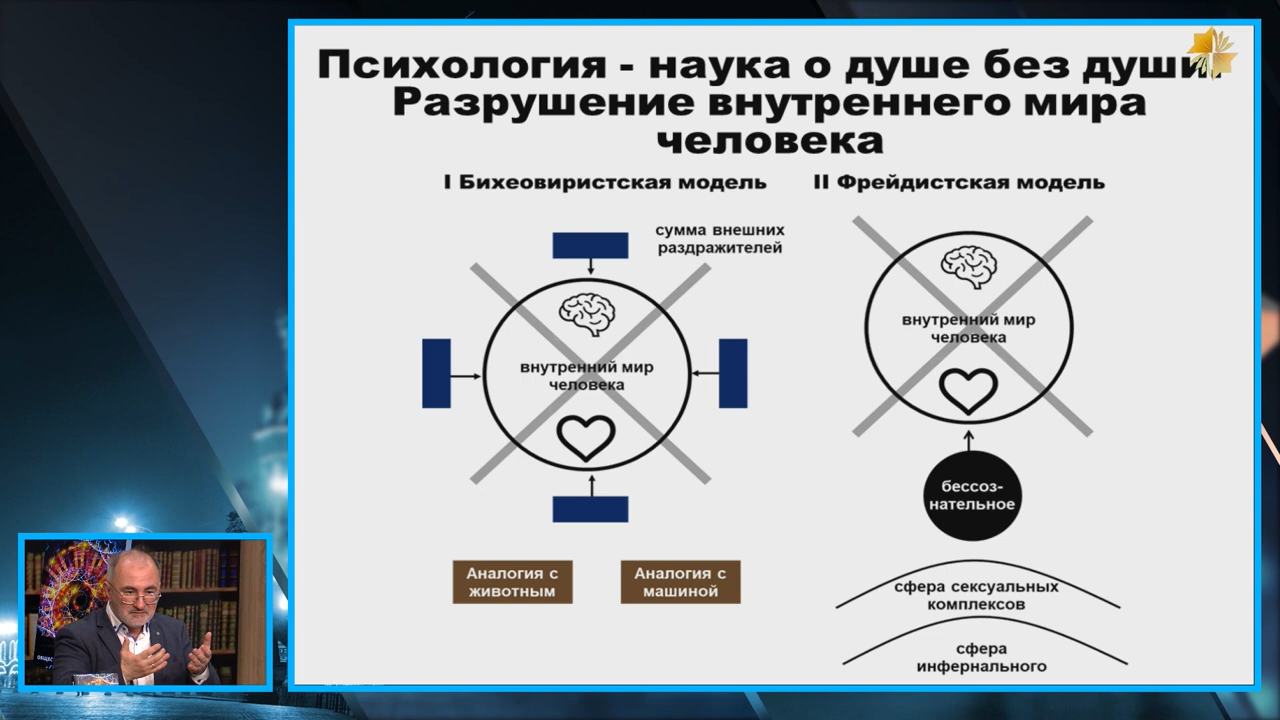 Психология - наука о душе без души
Разрушение внутреннего мира
человека
I Бихеовиристская модель
II Фрейдистская модель
сумма внешних
раздражителей
внутренний мир
человека
Аналогия с
животным
Аналогия с
машиной
внутренний мир
человека
бессоз-
нательное
сфера сексуальных
комплексов
сфера
инфернального